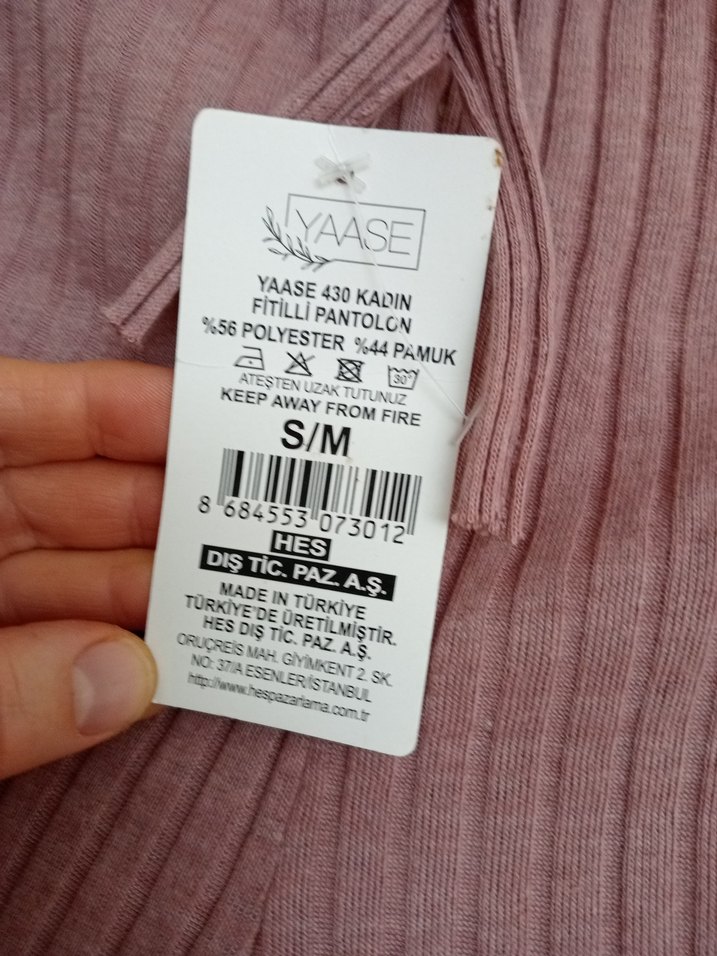 YAASE
YAASE 430 KADIN
FİTİLLİ PANTOLON
%56 POLYESTER %44 PAMUK
30°
ATEŞTEN UZAK TUTUNUZ
KEEP AWAY FROM FIRE
S/M
8 684553 073012
HES
DIŞ TİC. PAZ. A.Ş.
MADE IN TÜRKİYE
TÜRKİYE'DE ÜRETİLMİŞTİR.
HES DIŞ TİC. PAZ. A.Ş.
ORUÇREİS MAH. GİYİMKENT 2. SK.
NO: 37/A ESENLER/İSTANBUL
http://www.hespazarlama.com.tr